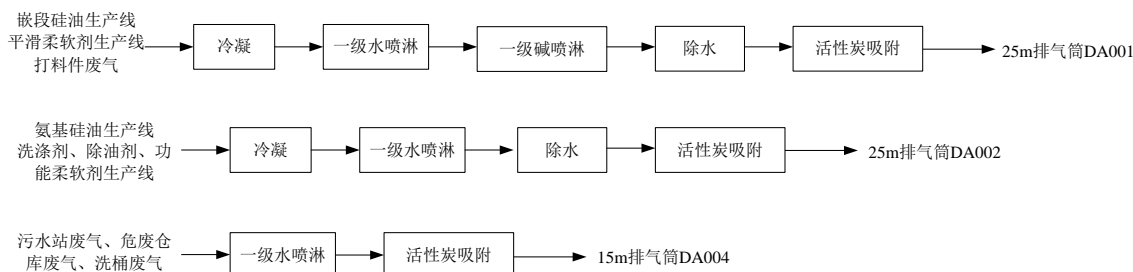 嵌段硅油生产线
平滑柔软剂生产线
打料件废气
冷凝
一级水喷淋
一级碱喷淋
除水
活性炭吸附
25m排气筒DA001
氨基硅油生产线
洗涤剂、除油剂、功
能柔软剂生产线
冷凝
一级水喷淋
除水
活性炭吸附
25m排气筒DA002
污水站废气、危废仓
库废气、洗桶废气
一级水喷淋
活性炭吸附
15m排气筒DA004